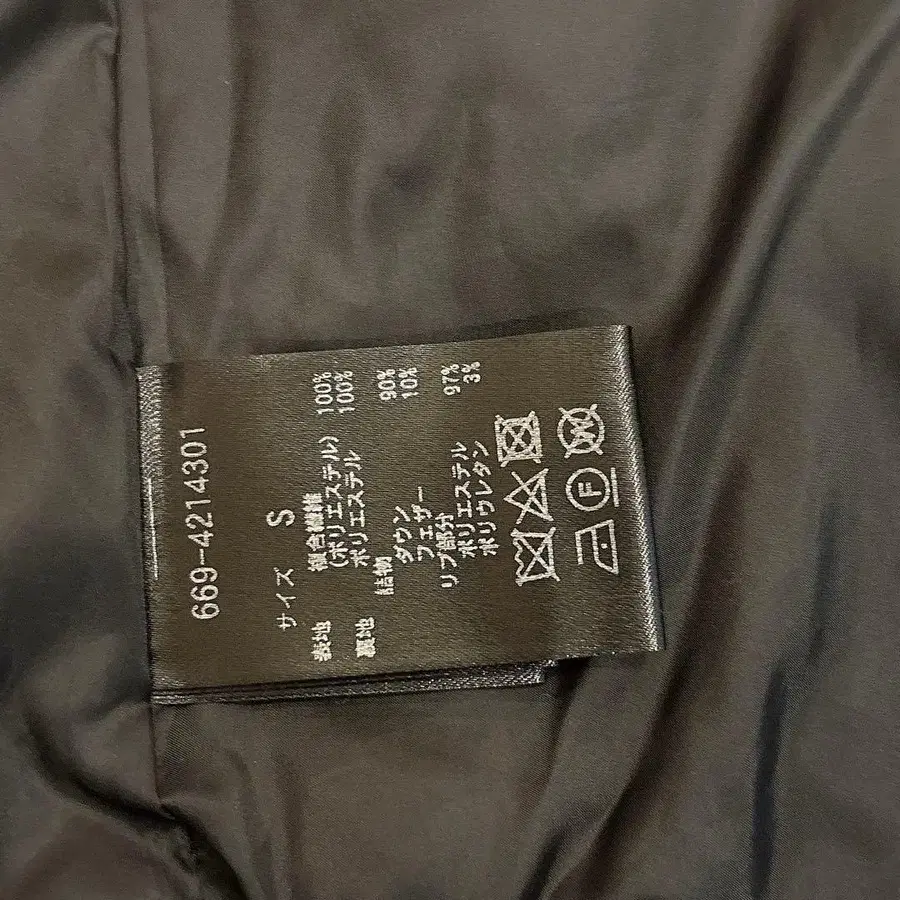 669-4214301
サイズ S
表地 複合繊維
(ポリエステル) 100%
裏地 ポリエステル 100%
詰物
ダウン 90%
フェザー 10%
リブ部分
ポリエステル 97%
ポリウレタン 3%
F
W